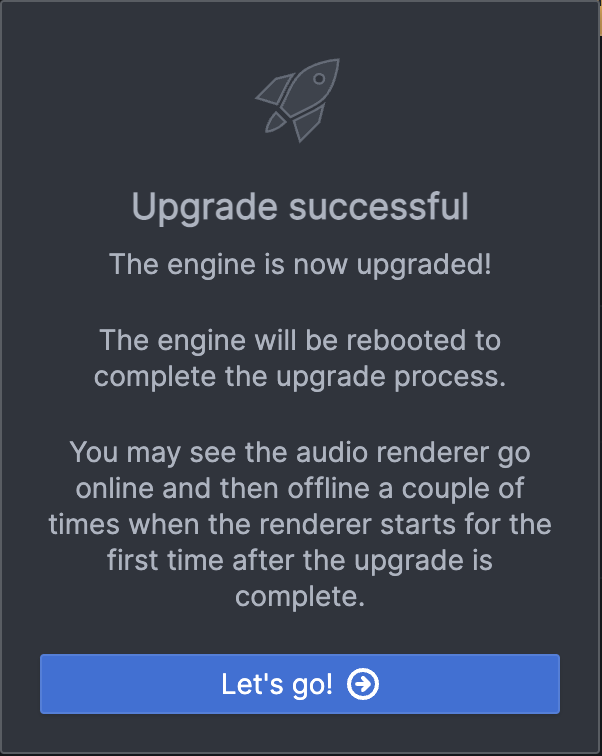 Upgrade successful
The engine is now upgraded!
The engine will be rebooted to
complete the upgrade process.
You may see the audio renderer go
online and then offline a couple of
times when the renderer starts for the
first time after the upgrade is
complete.
Let's go!